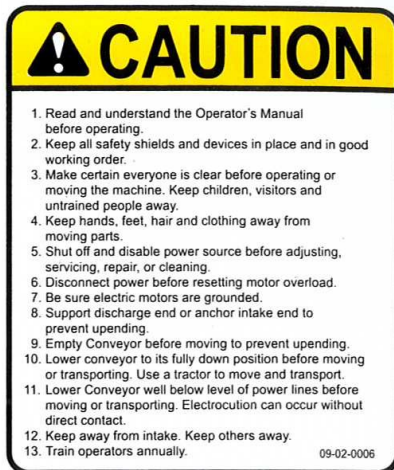 CAUTION
1. Read and understand the Operator's Manual
before operating.
2. Keep all safety shields and devices in place and in good
working order.
3. Make certain everyone is clear before operating or
moving the machine. Keep children, visitors and
untrained people away.
4. Keep hands, feet, hair and clothing away from
moving parts.
5. Shut off and disable power source before adjusting,
servicing, repair, or cleaning.
6. Disconnect power before resetting motor overload.
7. Be sure electric motors are grounded.
8. Support discharge end or anchor intake end to
prevent upending.
9. Empty Conveyor before moving to prevent upending.
10. Lower conveyor to its fully down position before moving
or transporting. Use a tractor to move and transport.
11. Lower Conveyor well below level of power lines before
moving or transporting. Electrocution can occur without
direct contact.
12. Keep away from intake. Keep others away.
13. Train operators annually. 09-02-0006